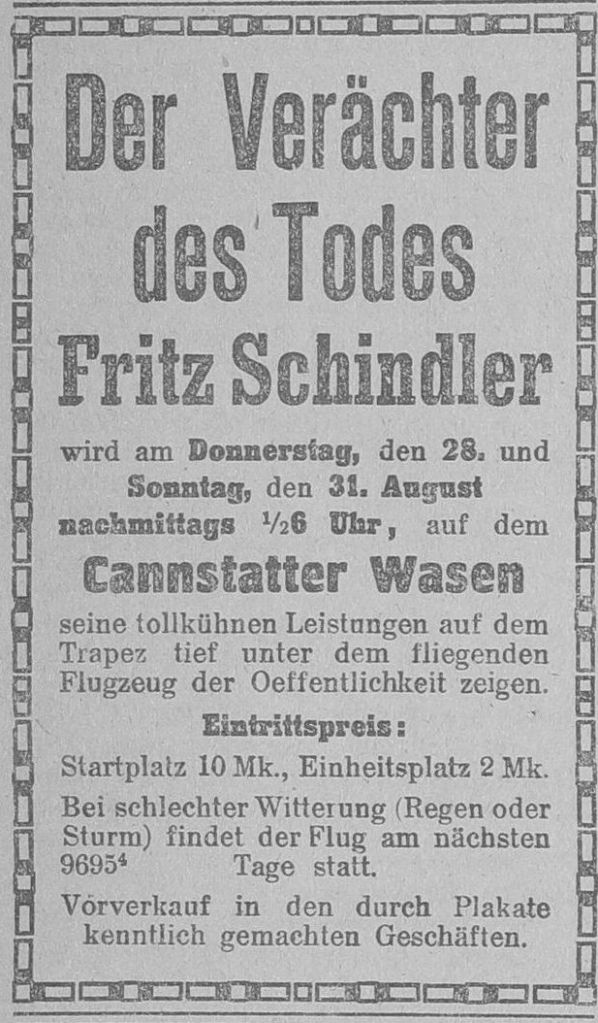 Der Verächter
des Todes
Fritz Schindler
wird am Donnerstag, den 28. und
Sonntag, den 31. August
nachmittags ½6 Uhr, auf dem
Cannstatter Wasen
seine tollkühnen Leistungen auf dem
Trapez tief unter dem fliegenden
Flugzeug der Oeffentlichkeit zeigen.
Eintrittspreis:
Startplatz 10 Mk., Einheitsplatz 2 Mk.
Bei schlechter Witterung (Regen oder
Sturm) findet der Flug am nächsten
9695⁴ Tage statt.
Vorverkauf in den durch Plakate
kenntlich gemachten Geschäften.